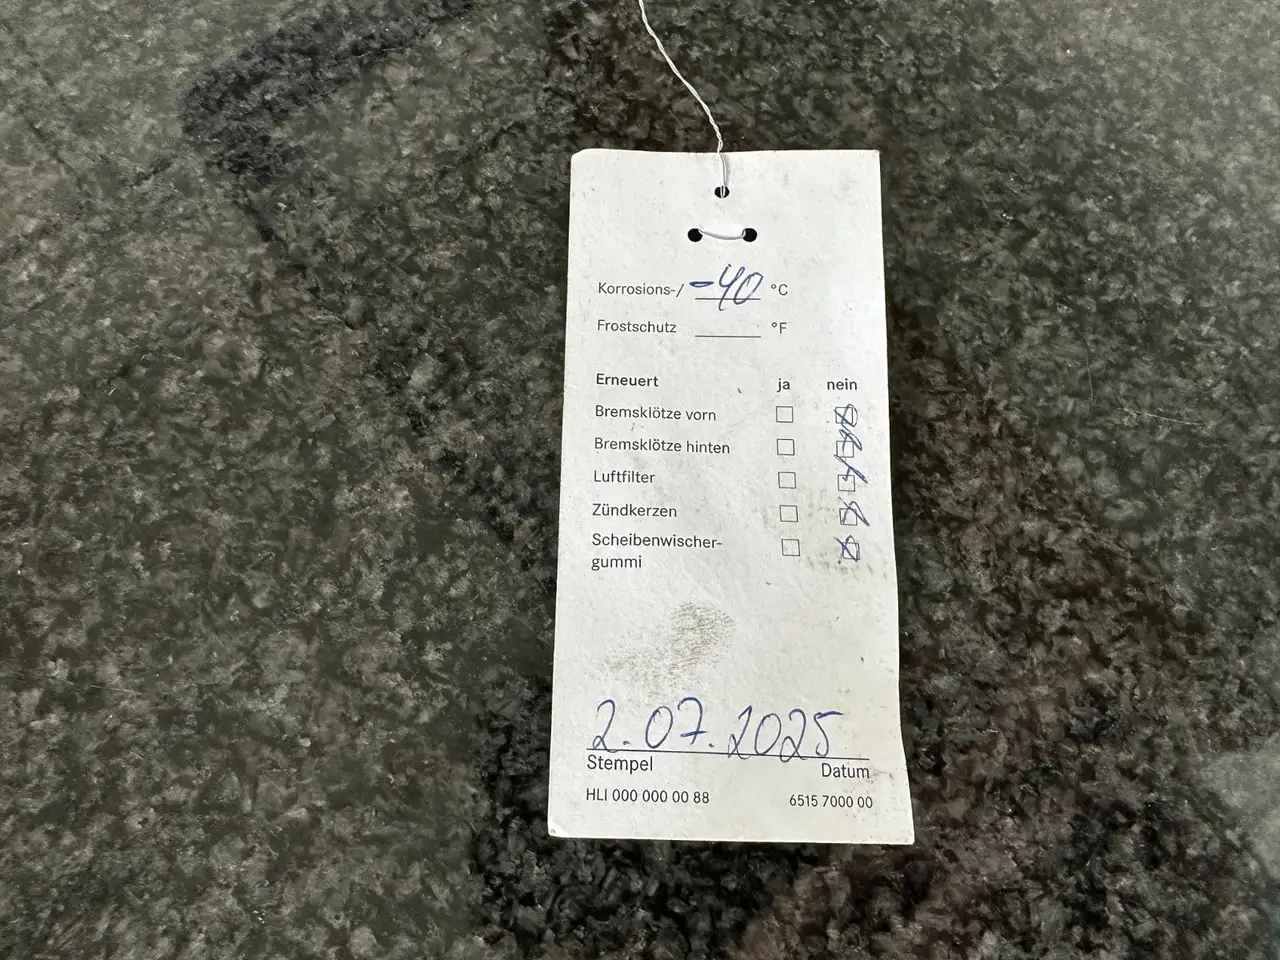 Korrosions-/ -40 °C
Frostschutz °F
Erneuert ja nein
Bremsklötze vorn
Bremsklötze hinten
Luftfilter
Zündkerzen
Scheibenwischer-
gummi
2.07.2025
Stempel Datum
HLI 000 000 00 88 6515 7000 00